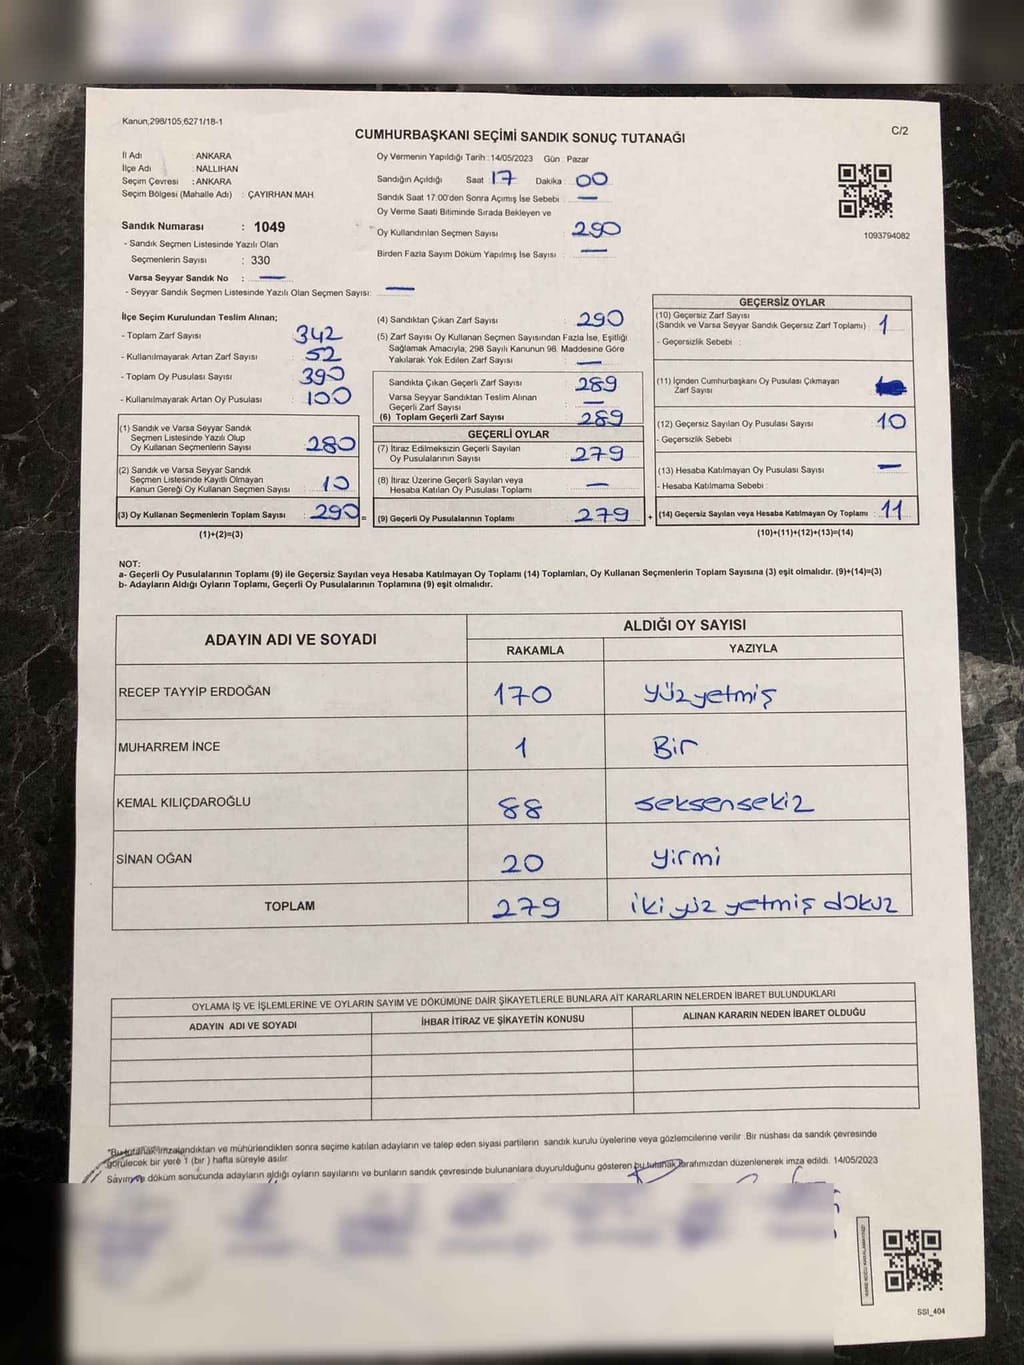 Kanun,298/105,6271/18-1
C/2
CUMHURBAŞKANI SEÇİMİ SANDIK SONUÇ TUTANAĞI
İl Adı : ANKARA
İlçe Adı : NALLIHAN
Seçim Çevresi : ANKARA
Seçim Bölgesi (Mahalle Adı) : ÇAYIRHAN MAH.
Sandık Numarası : 1049
- Sandık Seçmen Listesinde Yazılı Olan
Seçmenlerin Sayısı : 330
Varsa Seyyar Sandık No : —
- Seyyar Sandık Seçmen Listesinde Yazılı Olan Seçmen Sayısı: —
Oy Vermenin Yapıldığı Tarih :14/05/2023 Gün : Pazar
Sandığın Açıldığı Saat 17 Dakika : 00
Sandık Saat 17:00'den Sonra Açımış İse Sebebi : —
Oy Verme Saati Bitiminde Sırada Bekleyen ve
Oy Kullandırılan Seçmen Sayısı : 290
Birden Fazla Sayım Döküm Yapılmış İse Sayısı : —
1093794082
İlçe Seçim Kurulundan Teslim Alınan;
- Toplam Zarf Sayısı : 342
- Kullanılmayarak Artan Zarf Sayısı : 52
- Toplam Oy Pusulası Sayısı : 390
- Kullanılmayarak Artan Oy Pusulası : 100
(1) Sandık ve Varsa Seyyar Sandık
Seçmen Listesinde Yazılı Olup
Oy Kullanan Seçmenlerin Sayısı : 280
(2) Sandık ve Varsa Seyyar Sandık
Seçmen Listesinde Kayıtlı Olmayan
Kanun Gereği Oy Kullanan Seçmen Sayısı : 10
(3) Oy Kullanan Seçmenlerin Toplam Sayısı : 290 =
(1)+(2)=(3)
(4) Sandıktan Çıkan Zarf Sayısı : 290
(5) Zarf Sayısı Oy Kullanan Seçmen Sayısından Fazla İse, Eşitliği
Sağlamak Amacıyla; 298 Sayılı Kanunun 98. Maddesine Göre
Yakılarak Yok Edilen Zarf Sayısı : —
Sandıkta Çıkan Geçerli Zarf Sayısı : 289
Varsa Seyyar Sandıktan Teslim Alınan
Geçerli Zarf Sayısı : —
(6) Toplam Geçerli Zarf Sayısı : 289
GEÇERLİ OYLAR
(7) İtiraz Edilmeksizin Geçerli Sayılan
Oy Pusulalarının Sayısı : 279
(8) İtiraz Üzerine Geçerli Sayılan veya
Hesaba Katılan Oy Pusulası Toplamı : —
(9) Geçerli Oy Pusulalarının Toplamı : 279 +
GEÇERSİZ OYLAR
(10) Geçersiz Zarf Sayısı
(Sandık ve Varsa Seyyar Sandık Geçersiz Zarf Toplamı) : 1
- Geçersizlik Sebebi :
(11) İçinden Cumhurbaşkanı Oy Pusulası Çıkmayan
Zarf Sayısı :
(12) Geçersiz Sayılan Oy Pusulası Sayısı : 10
- Geçersizlik Sebebi :
(13) Hesaba Katılmayan Oy Pusulası Sayısı : —
- Hesaba Katılmama Sebebi :
(14) Geçersiz Sayılan veya Hesaba Katılmayan Oy Toplamı : 11
(10)+(11)+(12)+(13)=(14)
NOT:
a- Geçerli Oy Pusulalarının Toplamı (9) ile Geçersiz Sayılan veya Hesaba Katılmayan Oy Toplamı (14) Toplamları, Oy Kullanan Seçmenlerin Toplam Sayısına (3) eşit olmalıdır. (9)+(14)=(3)
b- Adayların Aldığı Oyların Toplamı, Geçerli Oy Pusulalarının Toplamına (9) eşit olmalıdır.
ADAYIN ADI VE SOYADI
ALDIĞI OY SAYISI
RAKAMLA YAZIYLA
RECEP TAYYİP ERDOĞAN 170 yüzyetmiş
MUHARREM İNCE 1 Bir
KEMAL KILIÇDAROĞLU 88 seksensekiz
SİNAN OĞAN 20 yirmi
TOPLAM 279 iki yüz yetmiş dokuz
OYLAMA İŞ VE İŞLEMLERİNE VE OYLARIN SAYIM VE DÖKÜMÜNE DAİR ŞİKAYETLERLE BUNLARA AİT KARARLARIN NELERDEN İBARET BULUNDUKLARI
ADAYIN ADI VE SOYADI İHBAR İTİRAZ VE ŞİKAYETİN KONUSU ALINAN KARARIN NEDEN İBARET OLDUĞU
"Bu tutanak imzalandıktan ve mühürlendikten sonra seçime katılan adayların ve talep eden siyasi partilerin sandık kurulu üyelerine veya gözlemcilerine verilir .Bir nüshası da sandık çevresinde
görülecek bir yere 1 (bir ) hafta süreyle asılır.
Sayım ve döküm sonucunda adayların aldığı oyların sayılarını ve bunların sandık çevresinde bulunanlara duyurulduğunu gösteren bu tutanak tarafımızdan düzenlenerek imza edildi. 14/05/2023
SSI_404